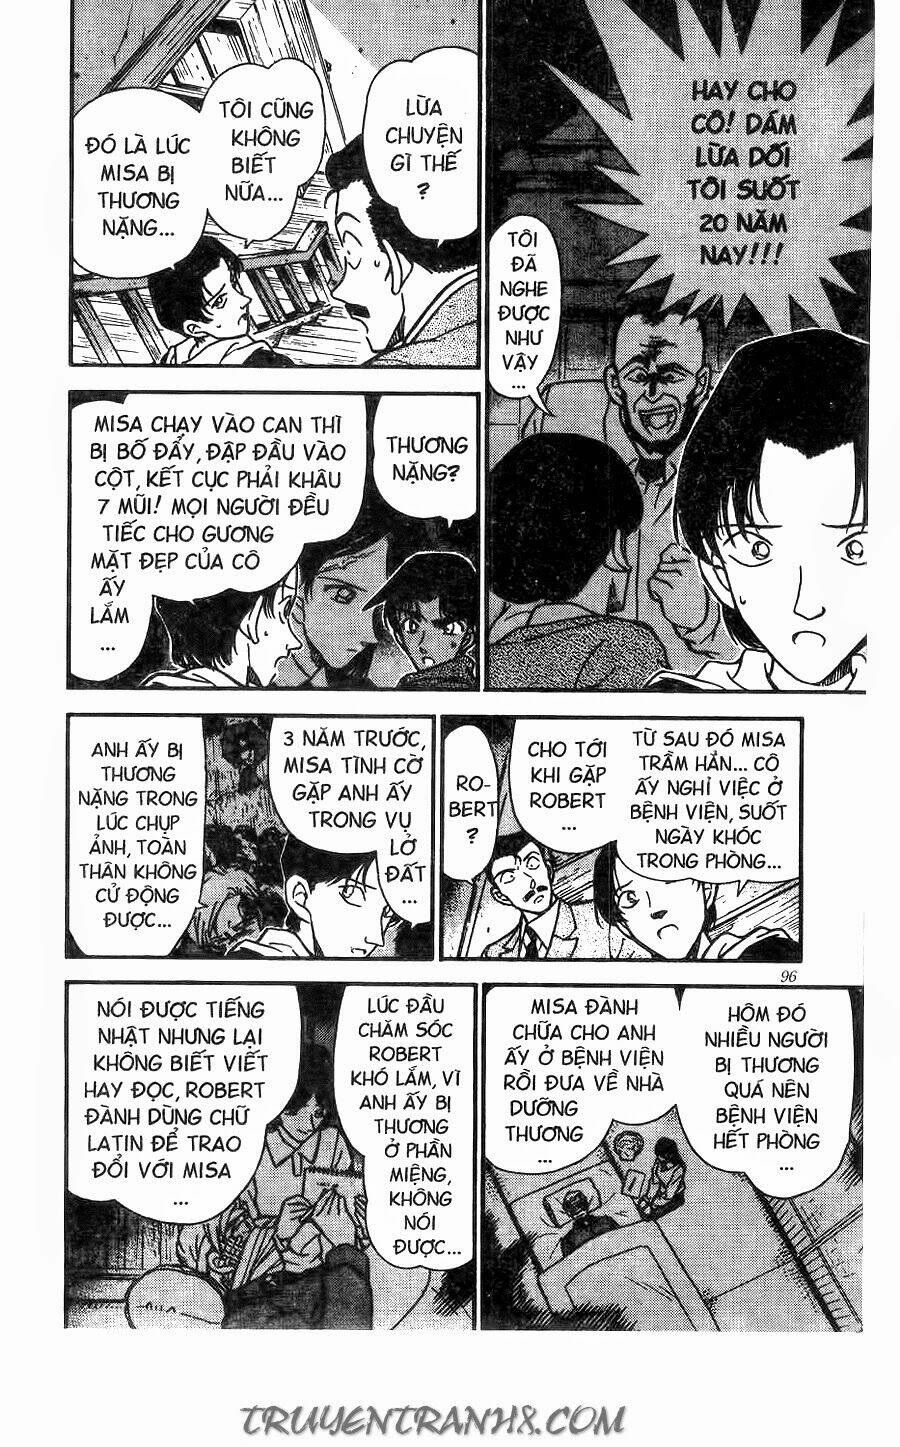 HAY CHO
CÔ! DÁM
LỪA DỐI
TÔI SUỐT
20 NĂM
NAY!!!
TÔI
ĐÃ
NGHE
ĐƯỢC
NHƯ
VẬY
...
LỪA
CHUYỆN
GÌ THẾ
?
TÔI CŨNG
KHÔNG
BIẾT
NỮA...
ĐÓ LÀ LÚC
MISA BỊ
THƯƠNG
NẶNG...
THƯƠNG
NẶNG?
MISA CHẠY VÀO CAN THÌ
BỊ BỐ ĐẨY, ĐẬP ĐẦU VÀO
CỘT, KẾT CỤC PHẢI KHÂU
7 MŨI! MỌI NGƯỜI ĐỀU
TIẾC CHO GƯƠNG
MẶT ĐẸP CỦA CÔ
ẤY
LẮM
...
TỪ SAU ĐÓ MISA
TRẦM HẲN... CÔ
ẤY NGHỈ VIỆC Ở
BỆNH VIỆN, SUỐT
NGÀY KHÓC
TRONG PHÒNG...
CHO TỚI
KHI GẶP
ROBERT
...
RO-
BERT
?
3 NĂM TRƯỚC,
MISA TÌNH CỜ
GẶP ANH ẤY
TRONG VỤ
LỞ
ĐẤT
...
ANH ẤY BỊ
THƯƠNG
NẶNG TRONG
LÚC CHỤP
ẢNH, TOÀN
THÂN KHÔNG
CỬ ĐỘNG
ĐƯỢC...
96
HÔM ĐÓ
NHIỀU NGƯỜI
BỊ THƯƠNG
QUÁ NÊN
BỆNH VIỆN
HẾT PHÒNG
...
MISA ĐÀNH
CHỮA CHO ANH
ẤY Ở BỆNH VIỆN
RỒI ĐƯA VỀ NHÀ
DƯỠNG
THƯƠNG
...
LÚC ĐẦU
CHĂM SÓC
ROBERT
KHÓ LẮM, VÌ
ANH ẤY BỊ
THƯƠNG
Ở PHẦN
MIỆNG,
KHÔNG
NÓI
ĐƯỢC...
NÓI ĐƯỢC TIẾNG
NHẬT NHƯNG LẠI
KHÔNG BIẾT VIẾT
HAY ĐỌC, ROBERT
ĐÀNH DÙNG CHỮ
LATIN ĐỂ TRAO
ĐỔI VỚI MISA
...
TRUYENTRANH8.COM